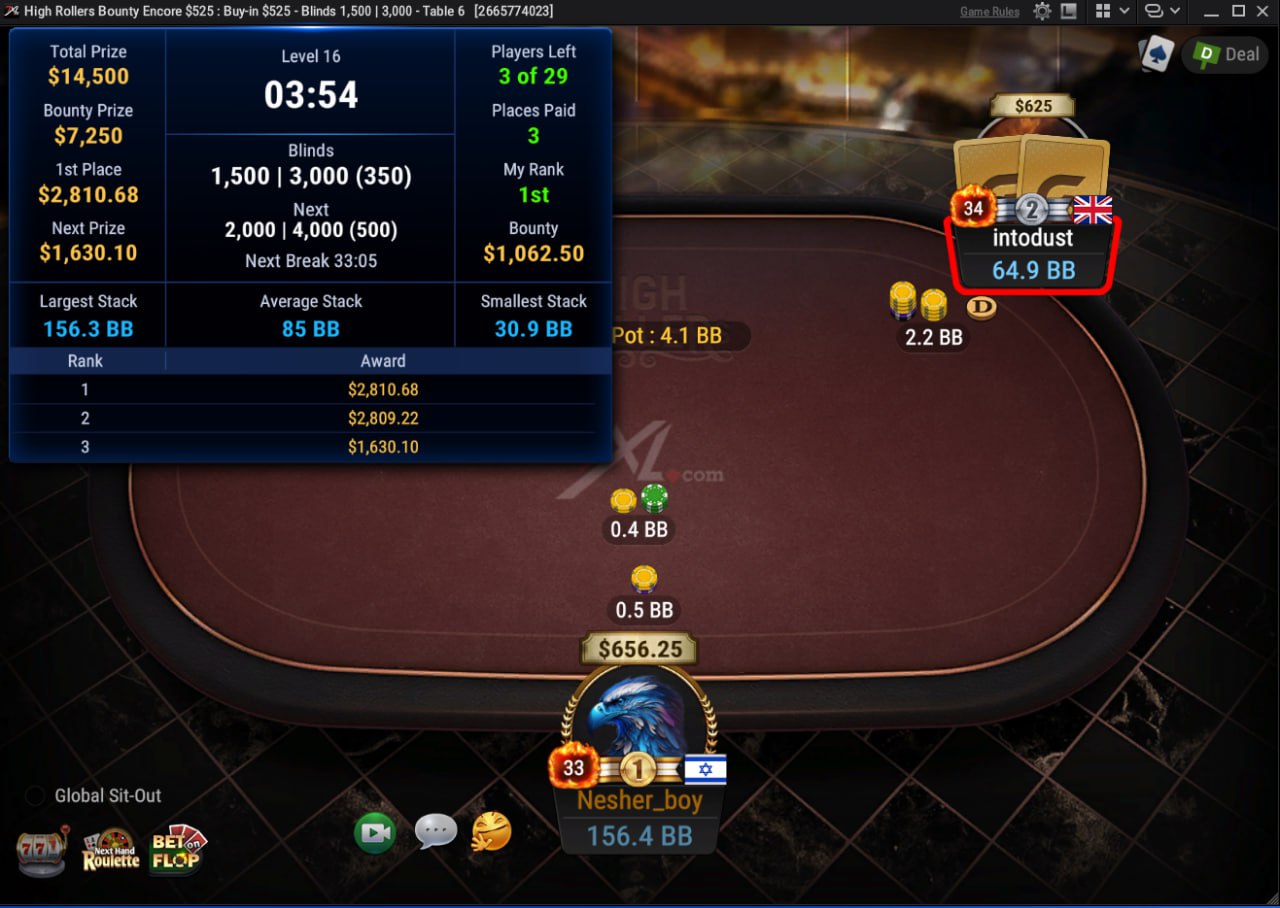 High Rollers Bounty Encore $525 : Buy-in $525 - Blinds 1,500 | 3,000 - Table 6 [2665774023]
Game Rules
Total Prize
$14,500
Bounty Prize
$7,250
1st Place
$2,810.68
Next Prize
$1,630.10
Level 16
03:54
Blinds
1,500 | 3,000 (350)
Next
2,000 | 4,000 (500)
Next Break 33:05
Players Left
3 of 29
Places Paid
3
My Rank
1st
Bounty
$1,062.50
Largest Stack
156.3 BB
Average Stack
85 BB
Smallest Stack
30.9 BB
Rank Award
1 $2,810.68
2 $2,809.22
3 $1,630.10
D Deal
$625
34 2
intodust
64.9 BB
D
2.2 BB
Pot : 4.1 BB
XL.com
0.4 BB
0.5 BB
$656.25
33 1
Nesher_boy
156.4 BB
Global Sit-Out
777
Next Hand
Roulette
BET on
FLOP